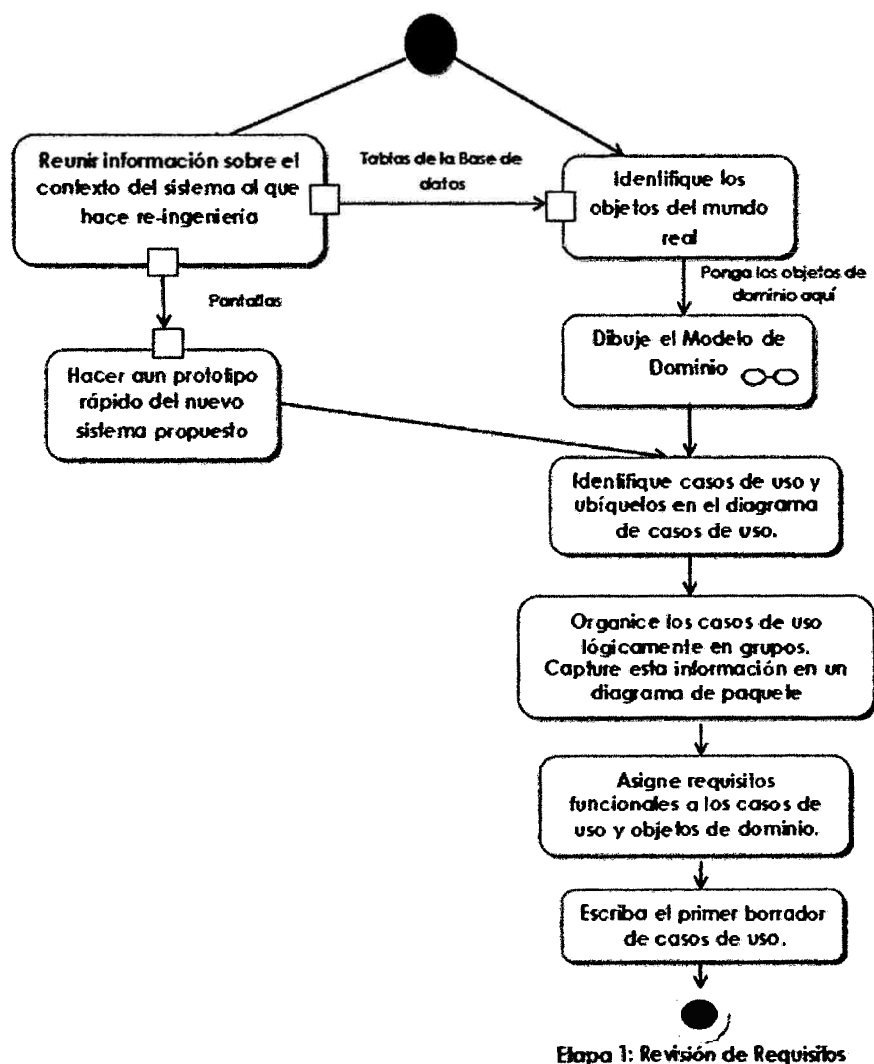 Reunir información sobre el
contexto del sistema al que
hace re-ingeniería
Tablas de la Base de
datos
Identifique los
objetos del mundo
real
Pantallas
Ponga los objetos de
dominio aquí
Dibuje el Modelo de
Dominio
Hacer aun prototipo
rápido del nuevo
sistema propuesto
Identifique casos de uso y
ubíquelos en el diagrama
de casos de uso.
Organice los casos de uso
lógicamente en grupos.
Capture esta información en un
diagrama de paquete
Asigne requisitos
funcionales a los casos de
uso y objetos de dominio.
Escriba el primer borrador
de casos de uso.
Etapa 1: Revisión de Requisitos